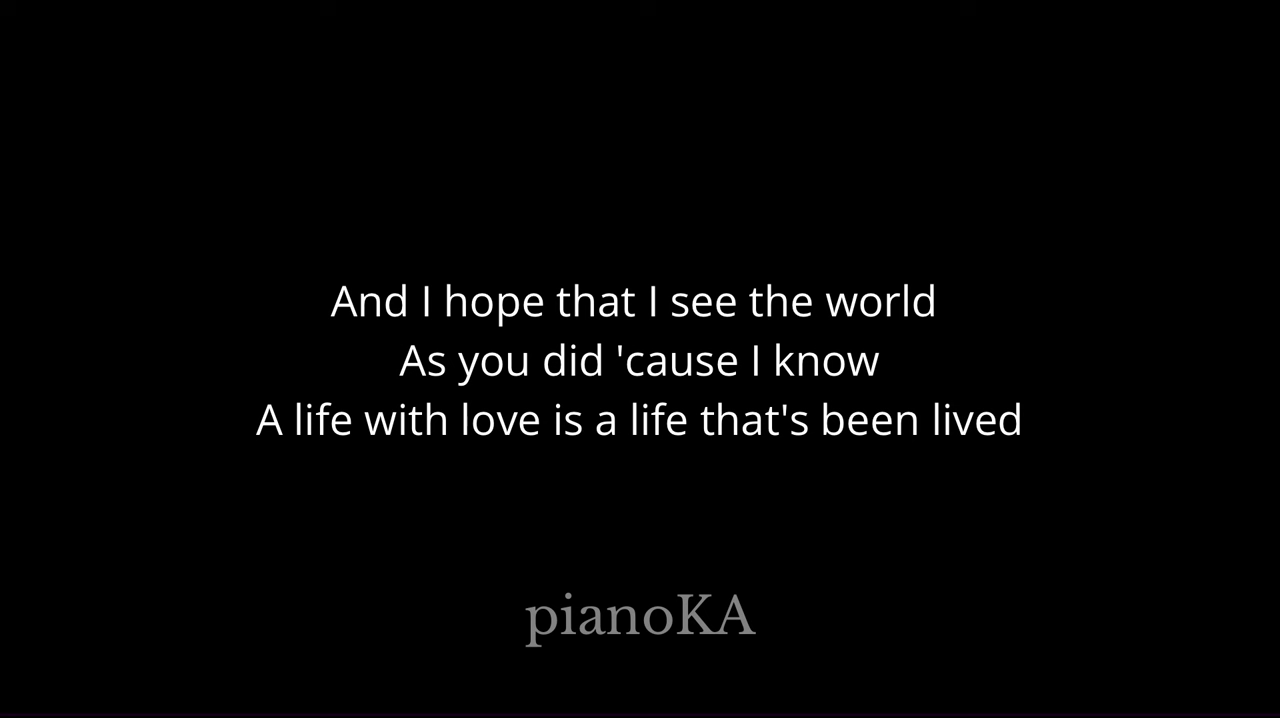 And I hope that I see the world
As you did 'cause I know
A life with love is a life that's been lived
pianoKA